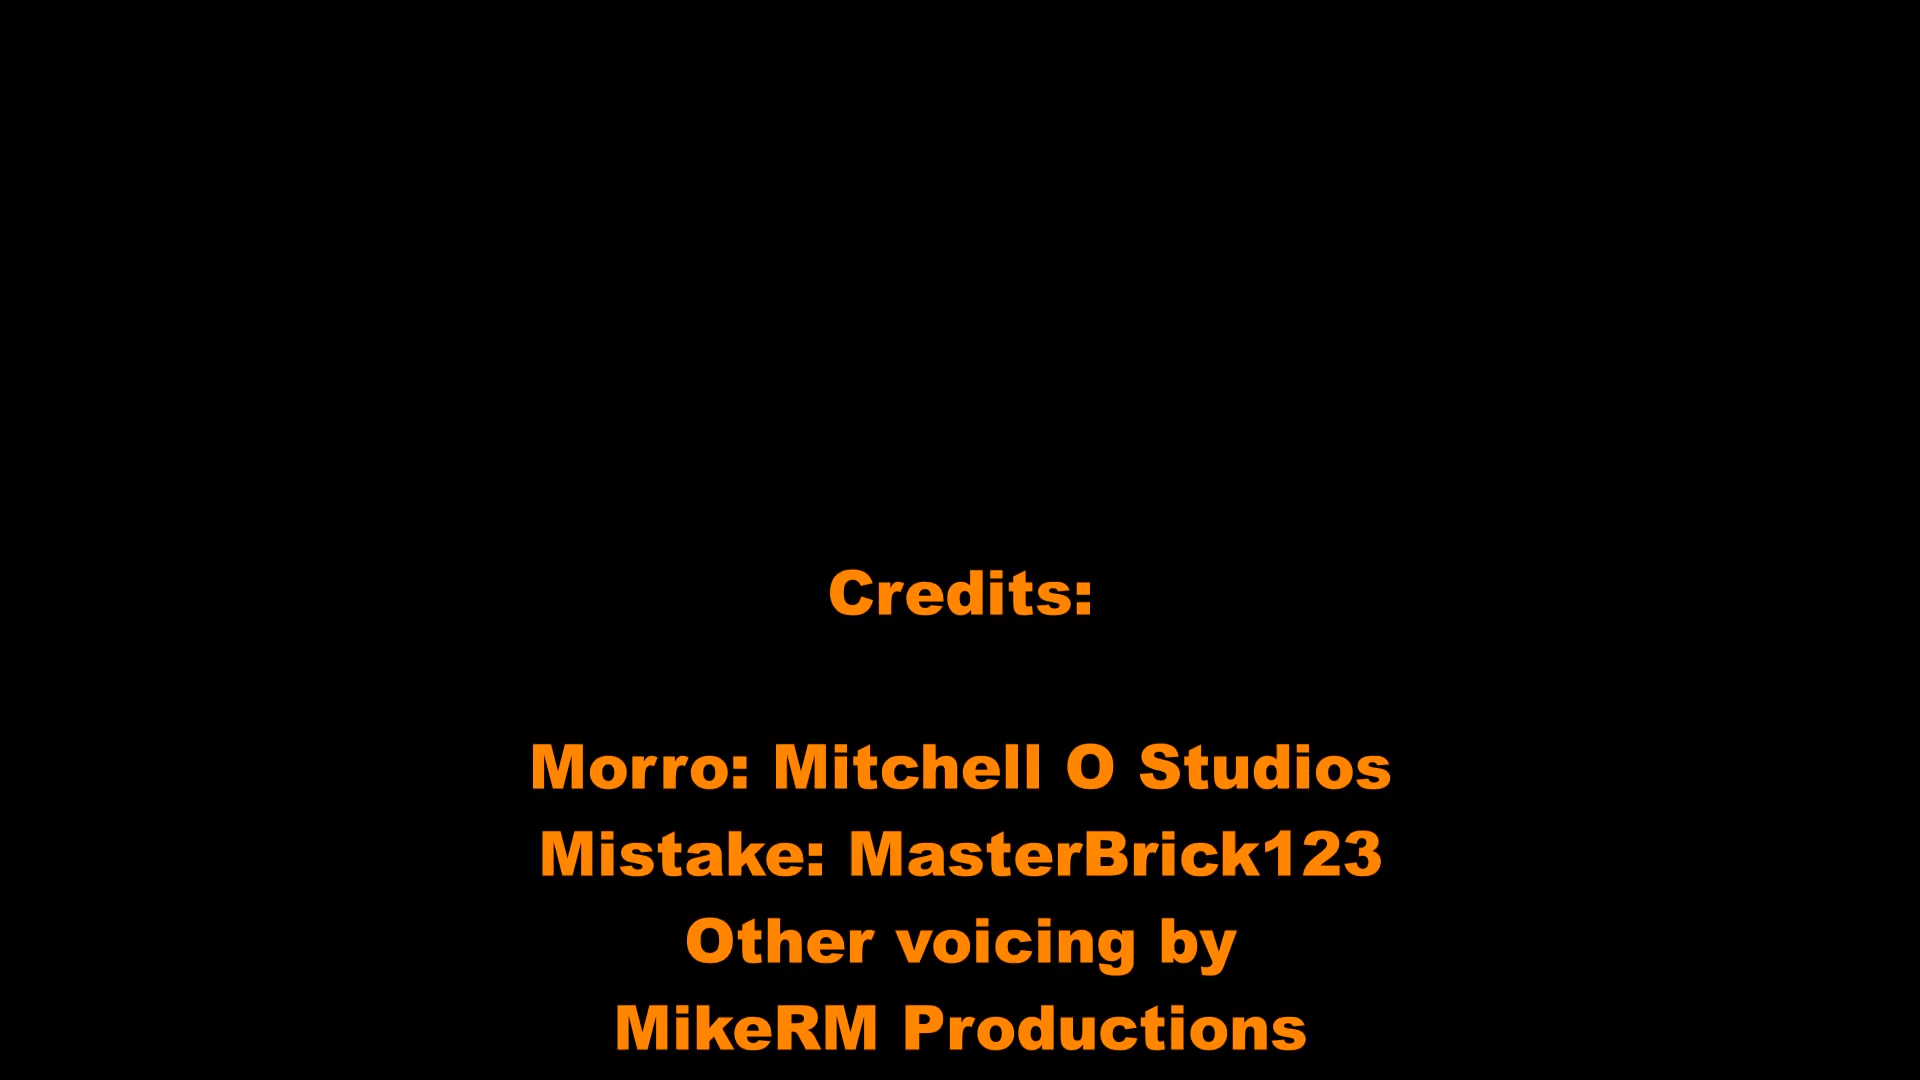 Credits:
Morro: Mitchell O Studios
Mistake: MasterBrick123
Other voicing by
MikeRM Productions